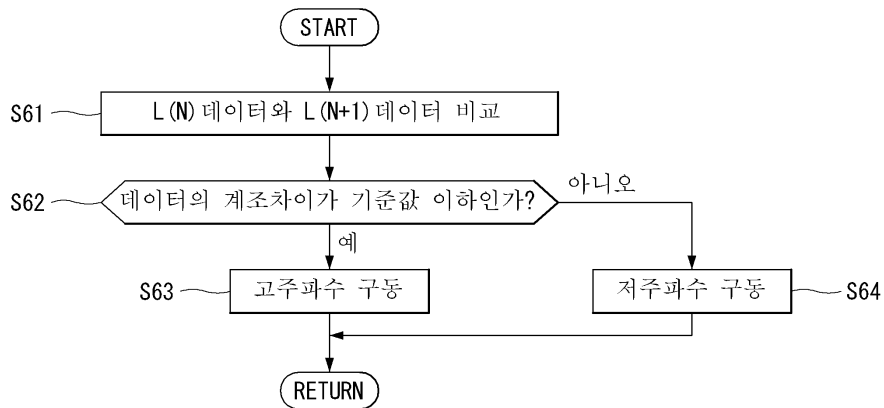 START
S61
L(N)데이터와 L(N+1)데이터 비교
S62
데이터의 계조차이가 기준값 이하인가?
아니오
예
S63
고주파수 구동
저주파수 구동
S64
RETURN